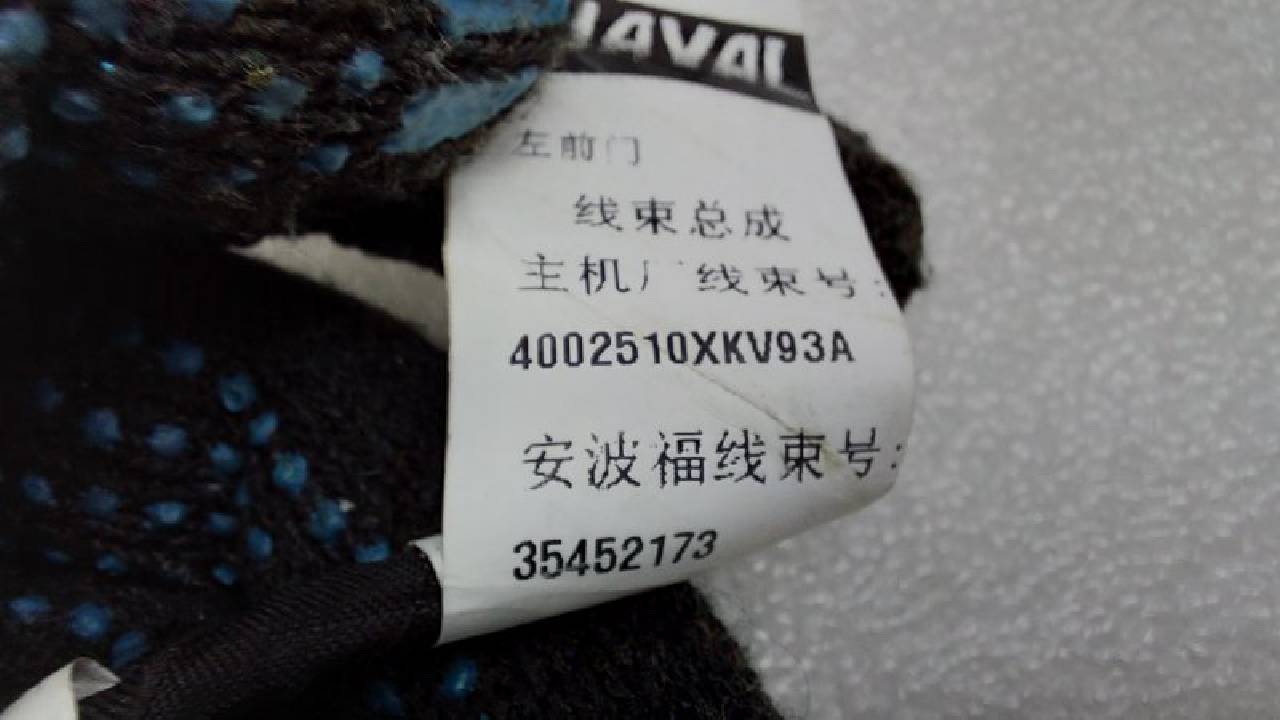 HAVAL
左前门
线束总成
主机厂线束号:
4002510XKV93A
安波福线束号:
35452173